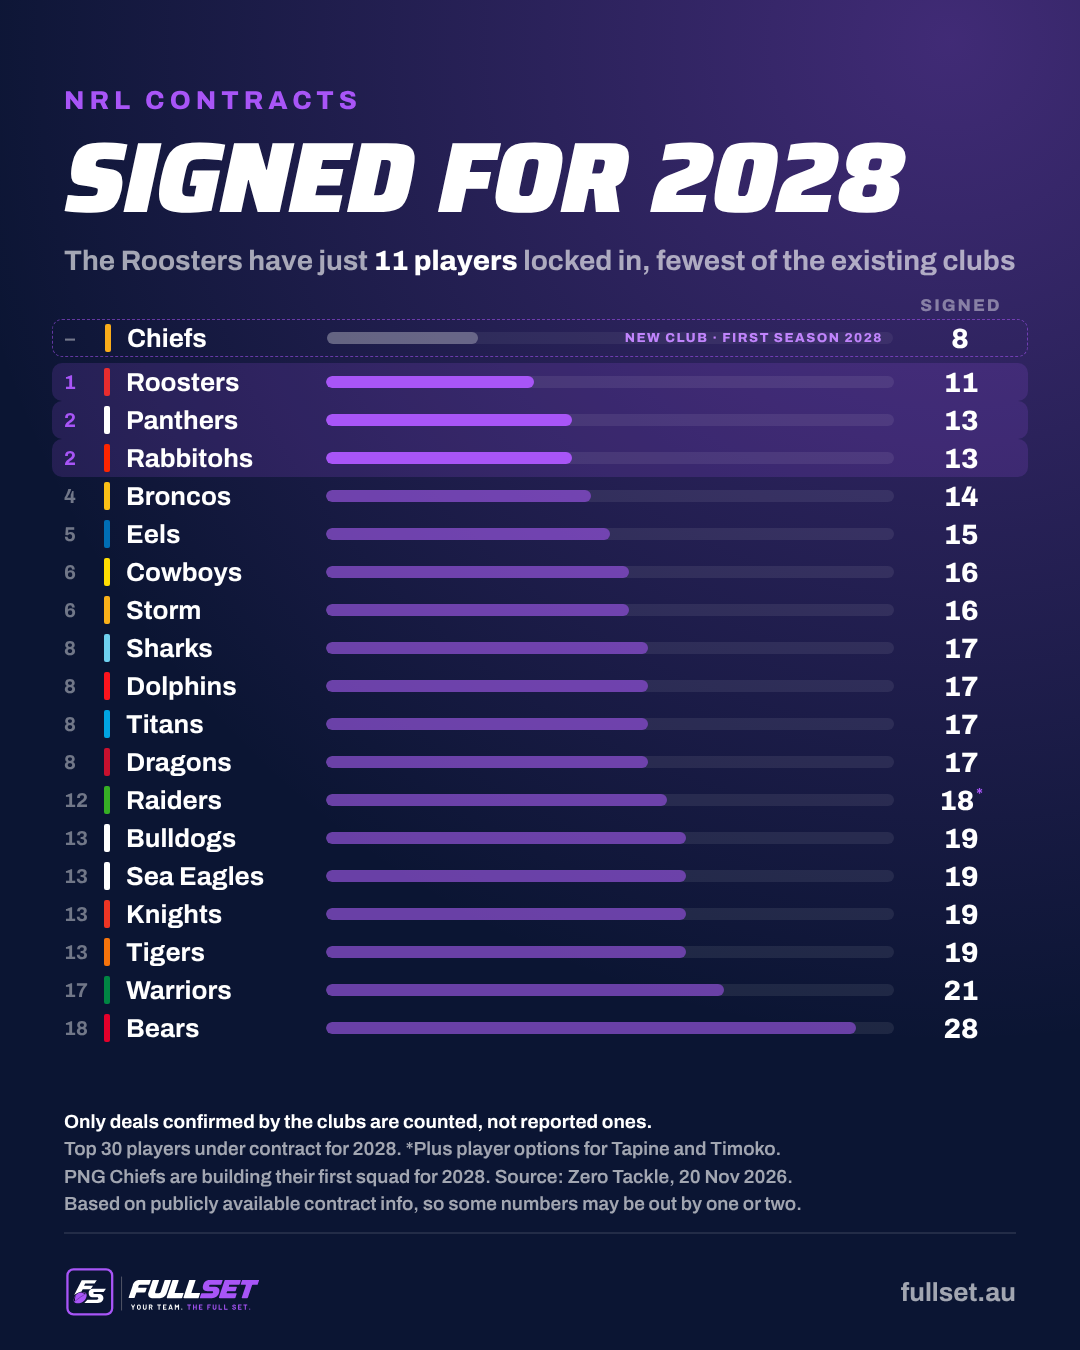 NRL CONTRACTS
SIGNED FOR 2028
The Roosters have just 11 players locked in, fewest of the existing clubs
SIGNED
– Chiefs NEW CLUB · FIRST SEASON 2028 8
1 Roosters 11
2 Panthers 13
2 Rabbitohs 13
4 Broncos 14
5 Eels 15
6 Cowboys 16
6 Storm 16
8 Sharks 17
8 Dolphins 17
8 Titans 17
8 Dragons 17
12 Raiders 18*
13 Bulldogs 19
13 Sea Eagles 19
13 Knights 19
13 Tigers 19
17 Warriors 21
18 Bears 28
Only deals confirmed by the clubs are counted, not reported ones.
Top 30 players under contract for 2028. *Plus player options for Tapine and Timoko.
PNG Chiefs are building their first squad for 2028. Source: Zero Tackle, 20 Nov 2026.
Based on publicly available contract info, so some numbers may be out by one or two.
FS FULLSET
YOUR TEAM. THE FULL SET.
fullset.au